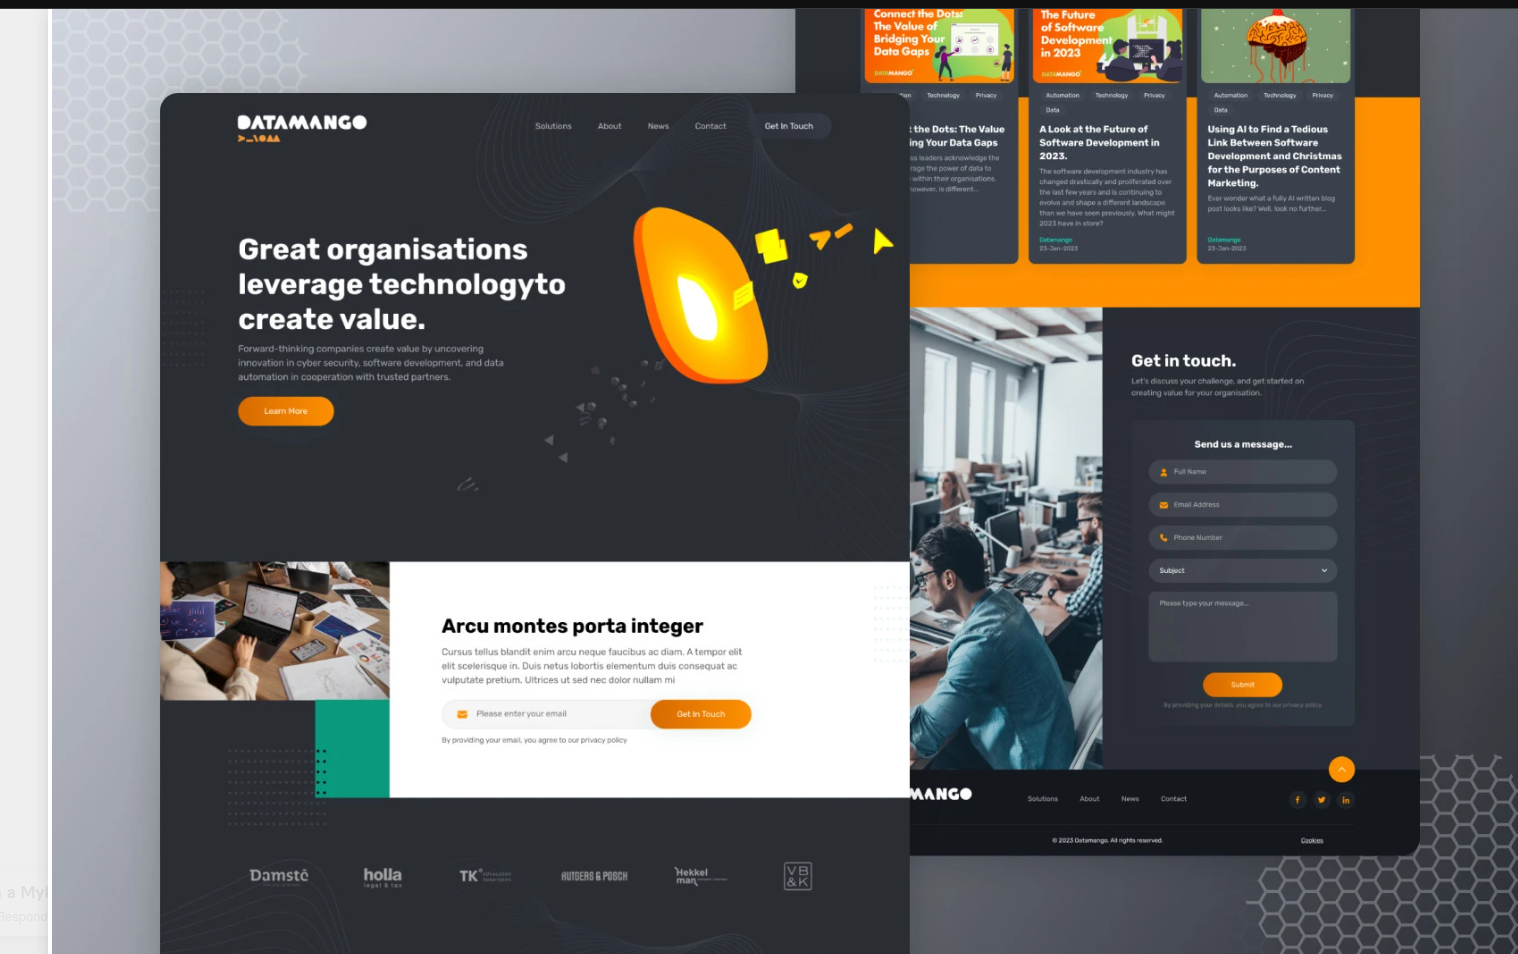 DATAMANGO
Solutions
About
News
Contact
Get In Touch
Great organisations
leverage technologyto
create value.
Forward-thinking companies create value by uncovering
innovation in cyber security, software development, and data
automation in cooperation with trusted partners.
Learn More
Arcu montes porta integer
Cursus tellus blandit enim arcu neque faucibus ac diam. A tempor elit
elit scelerisque in. Duis netus lobortis elementum duis consequat ac
vulputate pretium. Ultrices ut sed nec dolor nullam mi
Please enter your email
Get In Touch
By providing your email, you agree to our privacy policy
Damsté
holla
legal & tax
TK
RUTGERS & POSCH
Hekkel
man
VB
&K
Connect the Dots:
The Value of
Bridging Your
Data Gaps
DATAMANGO
Technology
Privacy
the Dots: The Value
ing Your Data Gaps
ss leaders acknowledge the
rage the power of data to
within their organisations.
however, is different...
The Future
of Software
Development
in 2023
DATAMANGO
Automation
Technology
Privacy
Data
A Look at the Future of
Software Development in
2023.
The software development industry has
changed drastically and proliferated over
the last few years and is continuing to
evolve and shape a different landscape
than we have seen previously. What might
2023 have in store?
Datamango
23-Jan-2023
Automation
Technology
Privacy
Data
Using AI to Find a Tedious
Link Between Software
Development and Christmas
for the Purposes of Content
Marketing.
Ever wonder what a fully AI written blog
post looks like? Well, look no further...
Datamango
23-Jan-2023
Get in touch.
Let's discuss your challenge, and get started on
creating value for your organisation.
Send us a message...
Full Name
Email Address
Phone Number
Subject
Please type your message...
Submit
By providing your details, you agree to our privacy policy
MANGO
Solutions
About
News
Contact
f
in
© 2023 Datamango. All rights reserved.
Cookies
a My
Respond